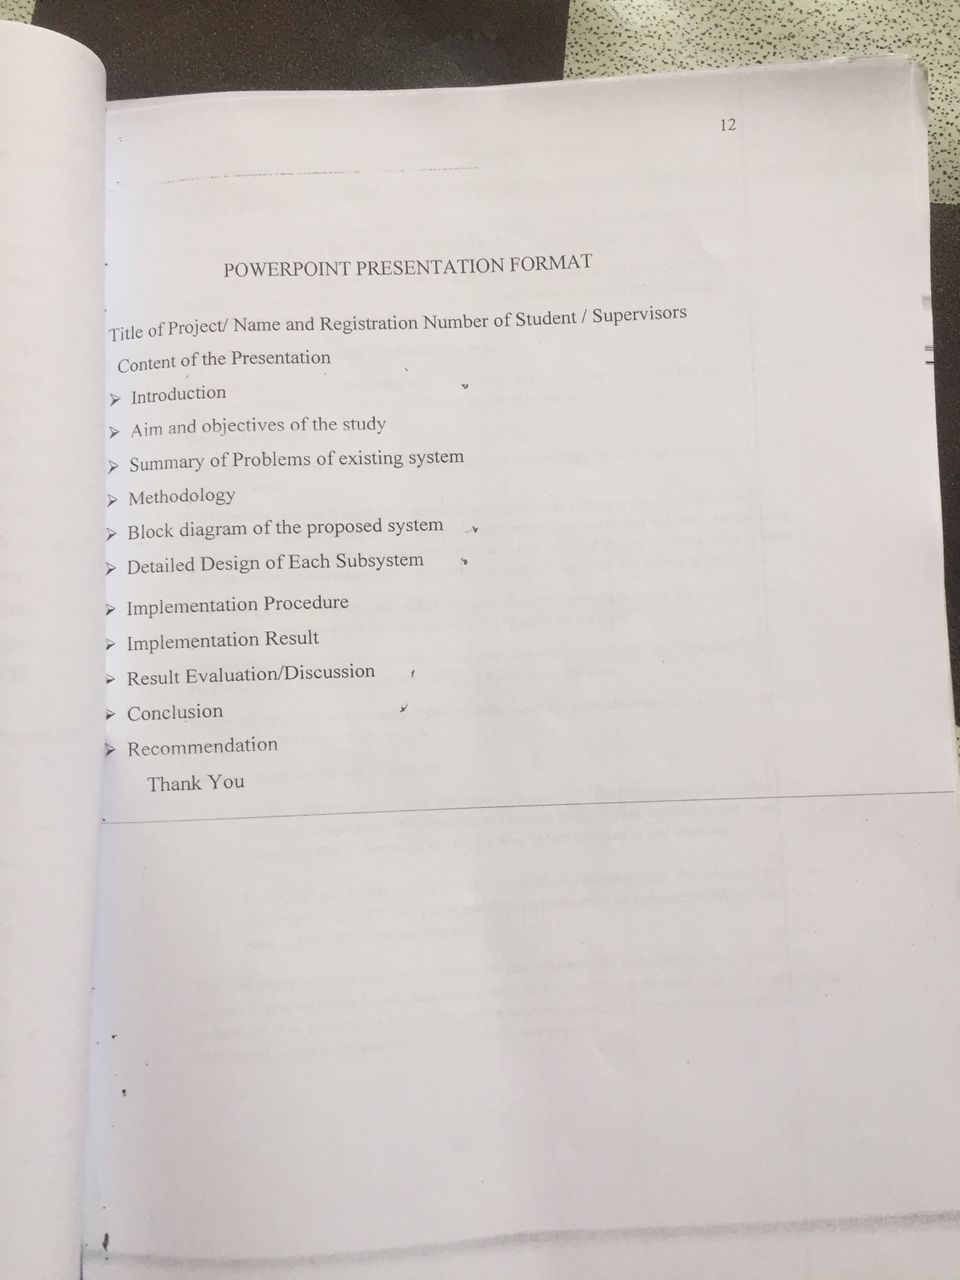 12
POWERPOINT PRESENTATION FORMAT
Title of Project/ Name and Registration Number of Student / Supervisors
Content of the Presentation
➢ Introduction
➢ Aim and objectives of the study
➢ Summary of Problems of existing system
➢ Methodology
➢ Block diagram of the proposed system
➢ Detailed Design of Each Subsystem
➢ Implementation Procedure
➢ Implementation Result
➢ Result Evaluation/Discussion
➢ Conclusion
➢ Recommendation
Thank You